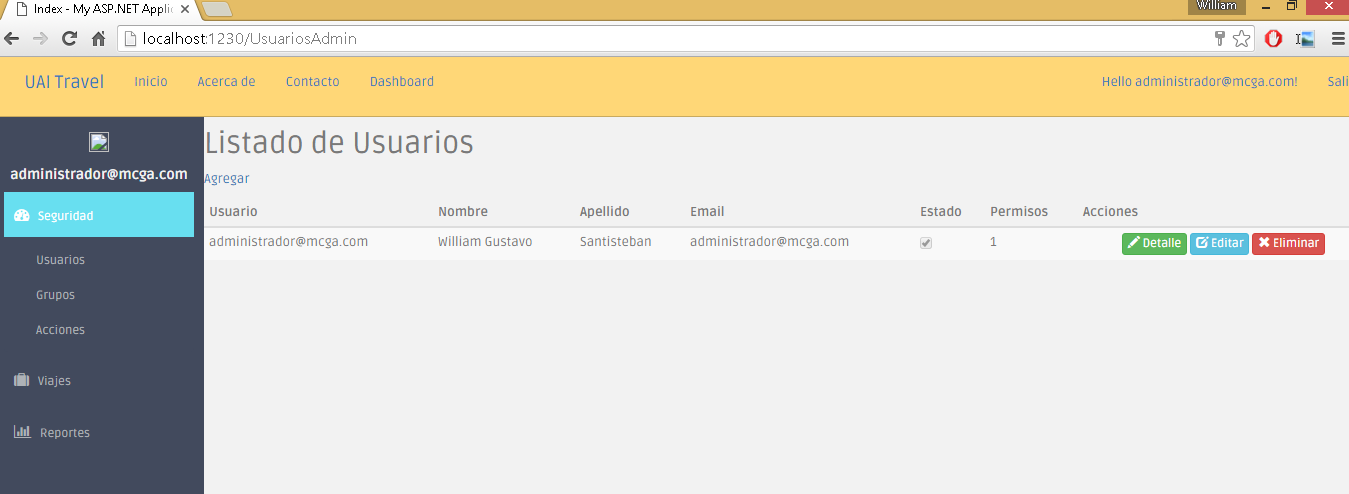 William
Index - My ASP.NET Applic
localhost:1230/UsuariosAdmin
UAI Travel Inicio Acerca de Contacto Dashboard Hello administrador@mcga.com! Sali
administrador@mcga.com
Seguridad
Usuarios
Grupos
Acciones
Viajes
Reportes
Listado de Usuarios
Agregar
Usuario Nombre Apellido Email Estado Permisos Acciones
administrador@mcga.com William Gustavo Santisteban administrador@mcga.com 1 Detalle Editar Eliminar